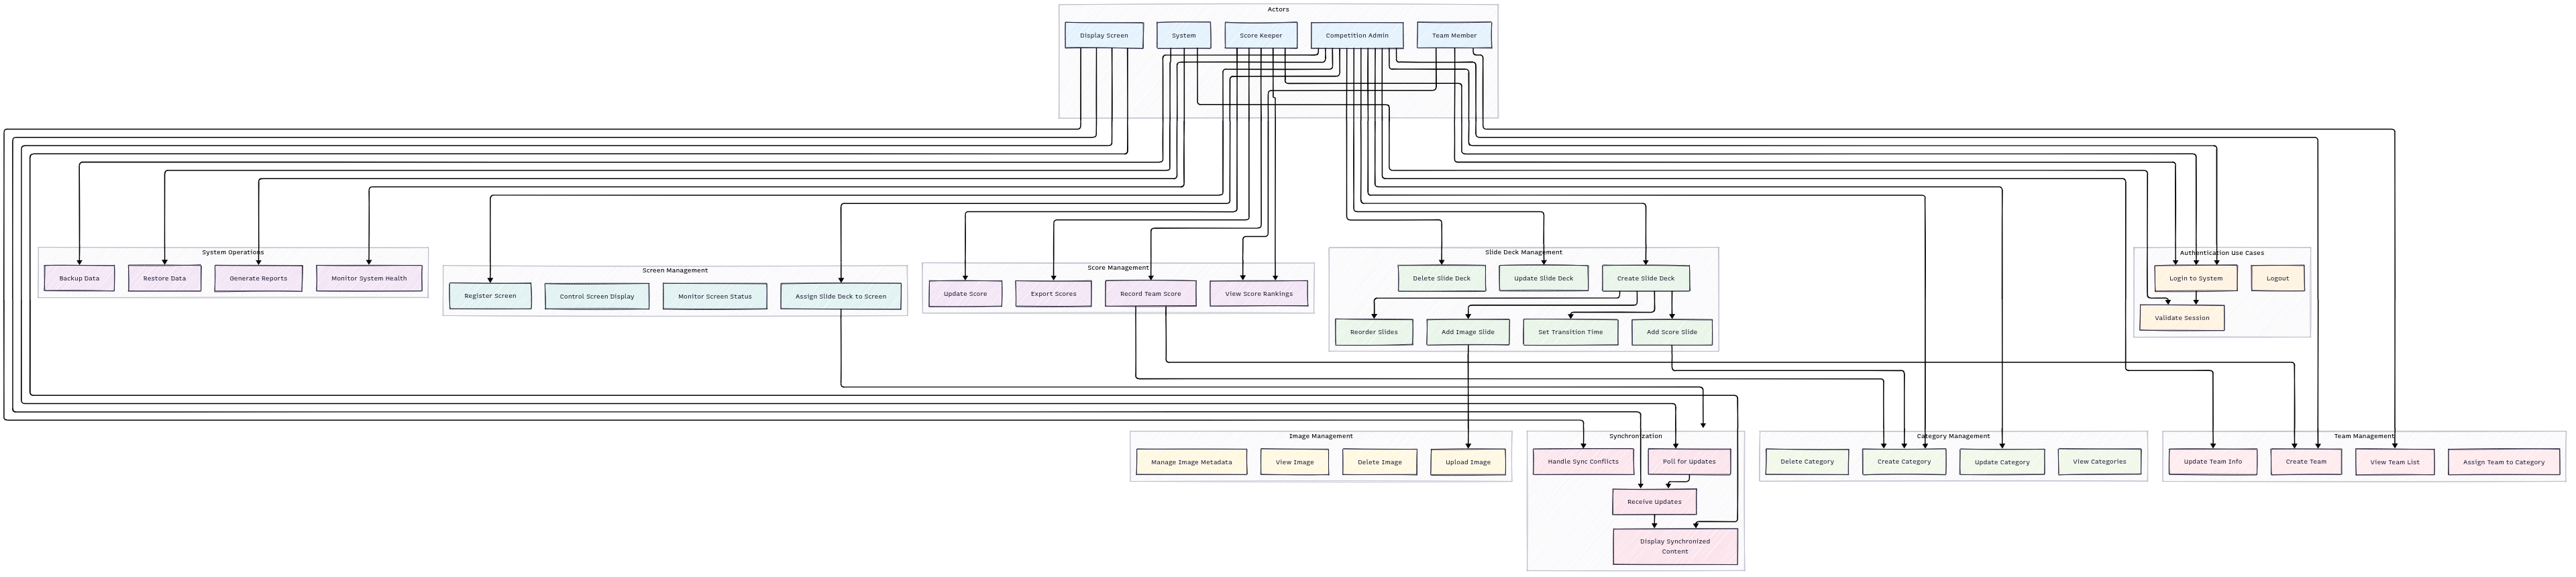 Actors
Display Screen
System
Score Keeper
Competition Admin
Team Member
System Operations
Backup Data
Restore Data
Generate Reports
Monitor System Health
Screen Management
Register Screen
Control Screen Display
Monitor Screen Status
Assign Slide Deck to Screen
Score Management
Update Score
Export Scores
Record Team Score
View Score Rankings
Slide Deck Management
Delete Slide Deck
Update Slide Deck
Create Slide Deck
Reorder Slides
Add Image Slide
Set Transition Time
Add Score Slide
Authentication Use Cases
Login to System
Logout
Validate Session
Image Management
Manage Image Metadata
View Image
Delete Image
Upload Image
Synchronization
Handle Sync Conflicts
Poll for Updates
Receive Updates
Display Synchronized
Content
Category Management
Delete Category
Create Category
Update Category
View Categories
Team Management
Update Team Info
Create Team
View Team List
Assign Team to Category